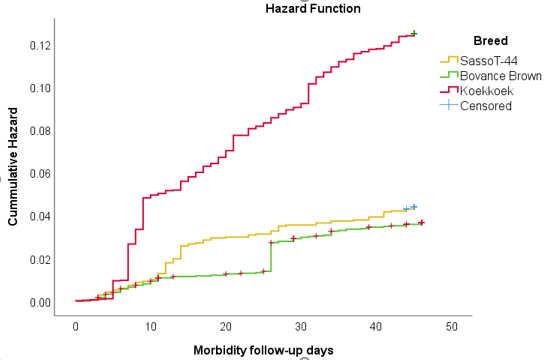 Hazard Function
Cummulative Hazard
0.12
0.10
0.08
0.06
0.04
0.02
0.00
0 10 20 30 40 50
Morbidity follow-up days
Breed
SassoT-44
Bovance Brown
Koekkoek
Censored